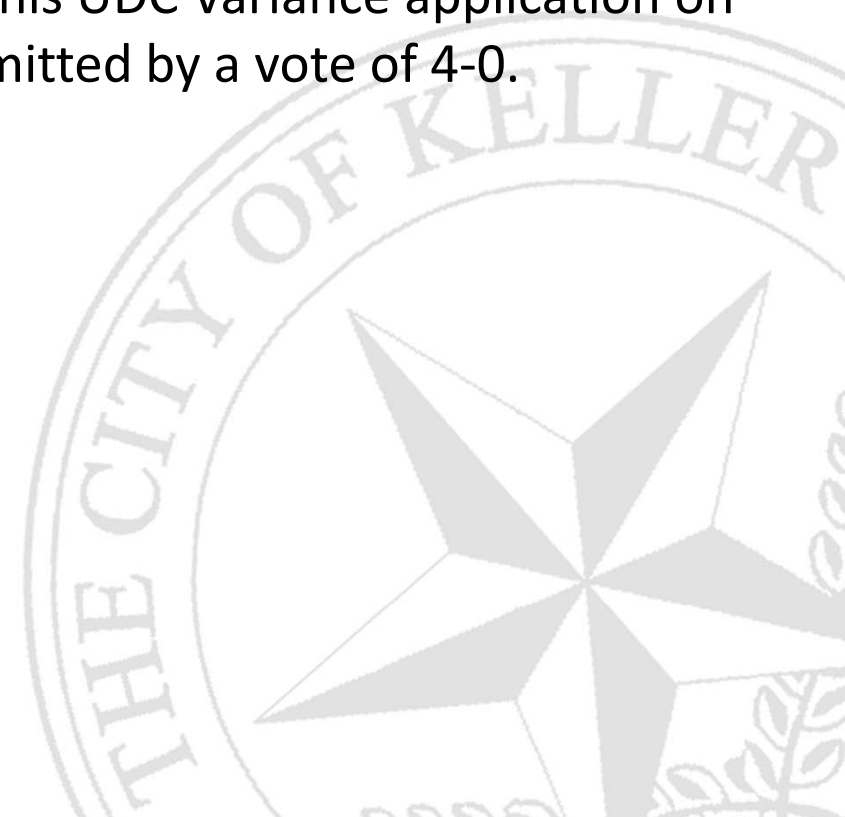 his UDC variance application on
mitted by a vote of 4-0.
THE CITY OF KELLER